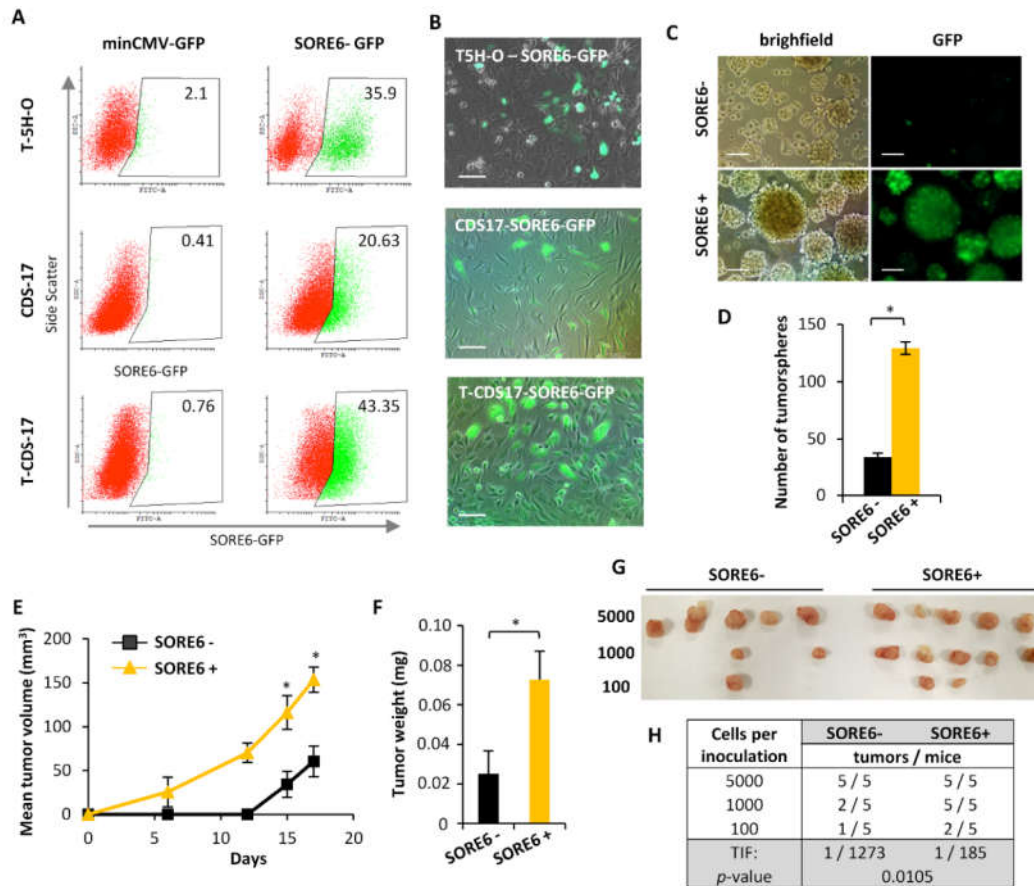 A
minCMV-GFP
SORE6- GFP
T-5H-O
2.1
35.9
FITC-A
FITC-A
CDS-17
Side Scatter
0.41
20.63
FITC-A
FITC-A
SORE6-GFP
T-CDS-17
0.76
43.35
FITC-A
FITC-A
SORE6-GFP
B
T5H-O – SORE6-GFP
CDS17-SORE6-GFP
T-CDS17-SORE6-GFP
C
brighfield
GFP
SORE6-
SORE6 +
D
Number of tumorspheres
150
100
50
0
*
SORE6 -
SORE6 +
E
Mean tumor volume (mm³)
200
150
100
50
0
SORE6 -
SORE6 +
*
*
0
5
10
15
20
Days
F
Tumor weight (mg)
0.10
0.08
0.06
0.04
0.02
0.00
*
SORE6 -
SORE6 +
G
SORE6-
SORE6+
5000
1000
100
H
Cells per inoculation
SORE6-
SORE6+
tumors / mice
5000
5 / 5
5 / 5
1000
2 / 5
5 / 5
100
1 / 5
2 / 5
TIF:
1 / 1273
1 / 185
p-value
0.0105